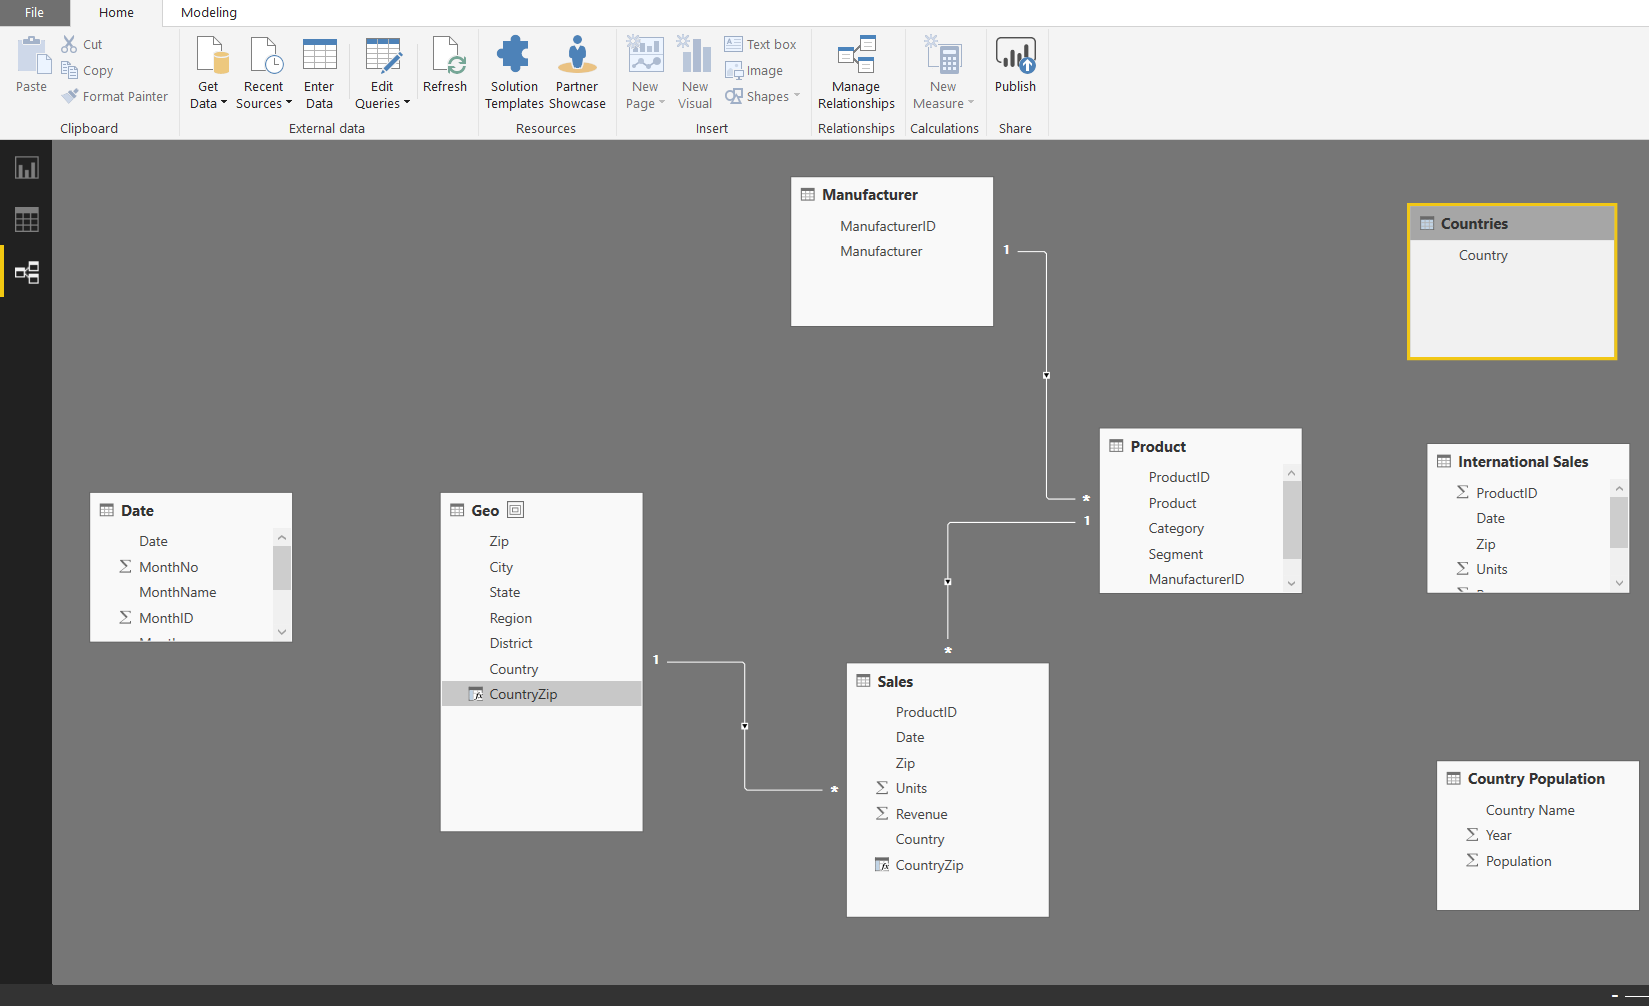 File
Home
Modeling
Paste
Cut
Copy
Format Painter
Clipboard
Get
Data
Recent
Sources
Enter
Data
Edit
Queries
Refresh
External data
Solution
Templates
Partner
Showcase
Resources
New
Page
New
Visual
Text box
Image
Shapes
Insert
Manage
Relationships
Relationships
New
Measure
Calculations
Publish
Share
Manufacturer
ManufacturerID
Manufacturer
1
*
Countries
Country
Product
ProductID
Product
Category
Segment
ManufacturerID
1
*
International Sales
Σ ProductID
Date
Zip
Σ Units
Date
Date
Σ MonthNo
MonthName
Σ MonthID
Geo
Zip
City
State
Region
District
Country
CountryZip
1
*
Sales
ProductID
Date
Zip
Σ Units
Σ Revenue
Country
CountryZip
Country Population
Country Name
Σ Year
Σ Population